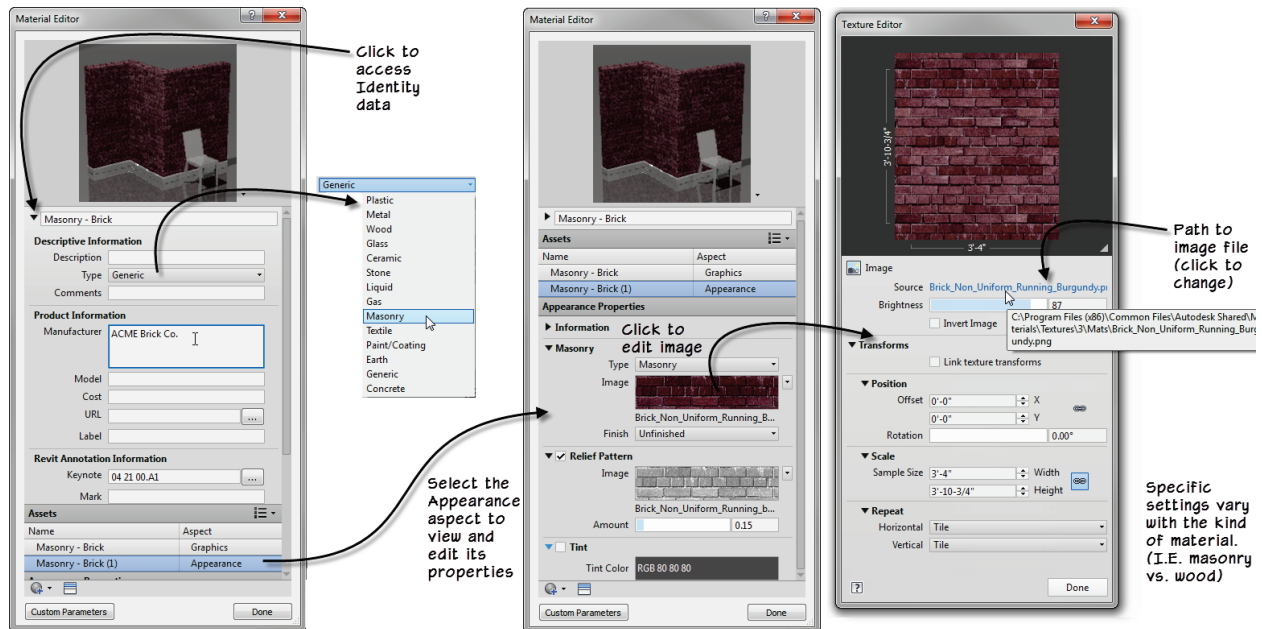 Material Editor
Click to
access
Identity
data
Masonry - Brick
Descriptive Information
Description
Type Generic
Comments
Product Information
Manufacturer ACME Brick Co.
Model
Cost
URL ...
Label
Revit Annotation Information
Keynote 04 21 00.A1 ...
Mark
Assets
Name Aspect
Masonry - Brick Graphics
Masonry - Brick (1) Appearance
Custom Parameters Done
Generic
Plastic
Metal
Wood
Glass
Ceramic
Stone
Liquid
Gas
Masonry
Textile
Paint/Coating
Earth
Generic
Concrete
Select the
Appearance
aspect to
view and
edit its
properties
Material Editor
Masonry - Brick
Assets
Name Aspect
Masonry - Brick Graphics
Masonry - Brick (1) Appearance
Appearance Properties
Information
Click to
edit image
Masonry
Type Masonry
Image
Brick_Non_Uniform_Running_B...
Finish Unfinished
Relief Pattern
Image
Brick_Non_Uniform_Running_b...
Amount 0.15
Tint
Tint Color RGB 80 80 80
Custom Parameters Done
Texture Editor
3'-10-3/4"
3'-4"
Image
Source Brick_Non_Uniform_Running_Burgundy.p
Brightness 87
Invert Image
C:\Program Files (x86)\Common Files\Autodesk Shared\M
terials\Textures\3\Mats\Brick_Non_Uniform_Running_Burg
undy.png
Transforms
Link texture transforms
Position
Offset 0'-0" X
0'-0" Y
Rotation 0.00°
Scale
Sample Size 3'-4" Width
3'-10-3/4" Height
Repeat
Horizontal Tile
Vertical Tile
? Done
Path to
image file
(click to
change)
Specific
settings vary
with the kind
of material.
(I.E. masonry
vs. wood)